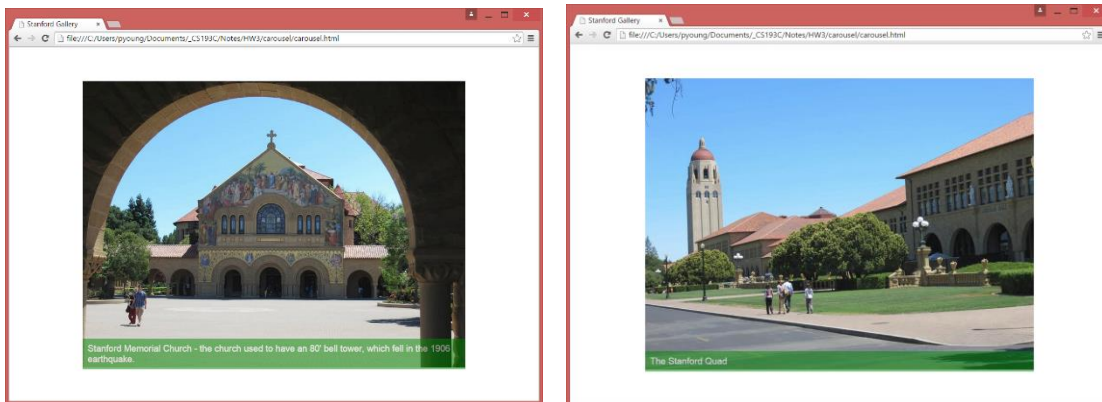 Stanford Gallery
file:///C:/Users/pyoung/Documents/_CS193C/Notes/HW3/carousel/carousel.html
Stanford Memorial Church - the church used to have an 80' bell tower, which fell in the 1906
earthquake.
Stanford Gallery
file:///C:/Users/pyoung/Documents/_CS193C/Notes/HW3/carousel/carousel.html
The Stanford Quad